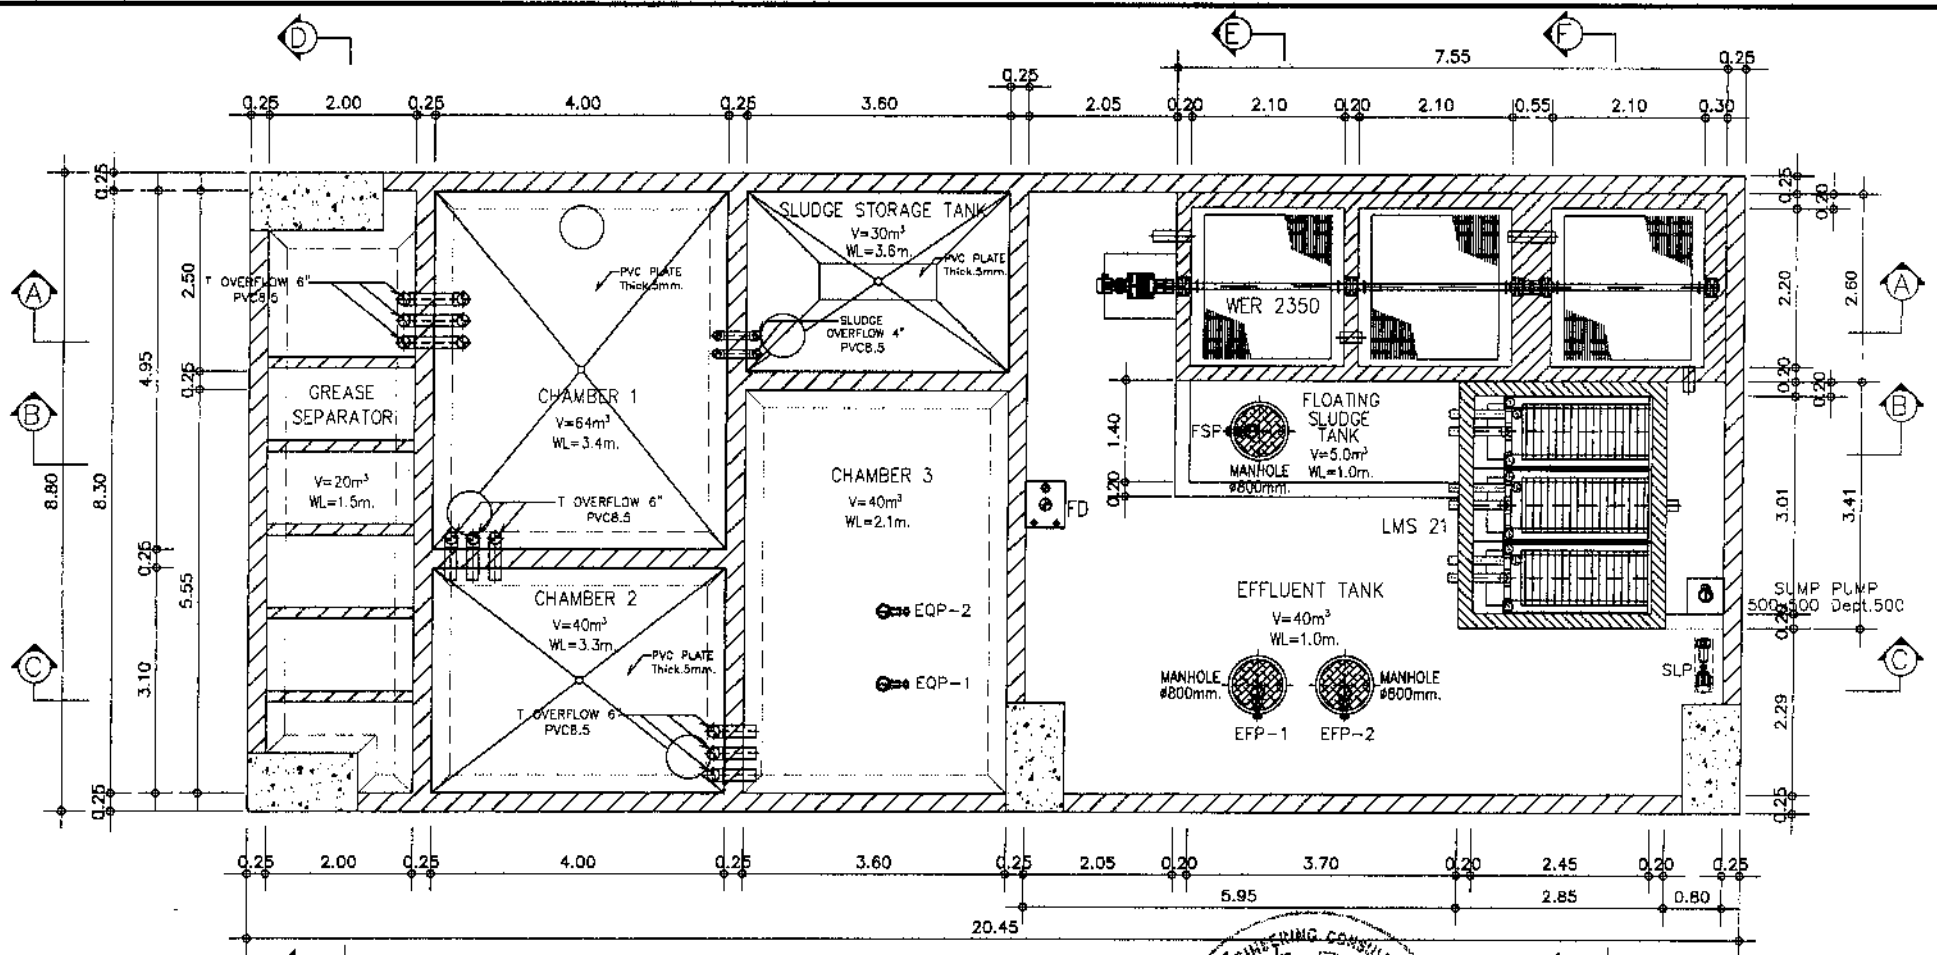 D
E
F
7.55
0.25
0.25
0.25
2.00
0.25
4.00
0.25
3.60
2.05
0.20
2.10
0.20
2.10
0.55
2.10
0.30
SLUDGE STORAGE TANK
V=30m³
WL=3.6m.
PVC PLATE
Thick.5mm.
PVC PLATE
Thick.5mm.
T OVERFLOW 6"
PVC8.5
SLUDGE
OVERFLOW 4"
PVC8.5
WER 2350
A
A
B
B
C
C
GREASE
SEPARATOR
V=20m³
WL=1.5m.
CHAMBER 1
V=64m³
WL=3.4m.
T OVERFLOW 6"
PVC8.5
CHAMBER 3
V=40m³
WL=2.1m.
FSP
FLOATING
SLUDGE
TANK
V=5.0m³
WL=1.0m.
MANHOLE
ø800mm.
FD
LMS 21
CHAMBER 2
V=40m³
WL=3.3m.
PVC PLATE
Thick.5mm.
T OVERFLOW 6"
PVC8.5
EQP-2
EQP-1
EFFLUENT TANK
V=40m³
WL=1.0m.
MANHOLE
ø800mm.
MANHOLE
EFP-1
EFP-2
SUMP PUMP
500x500 Dept.500
SLP
0.25
8.80
8.30
0.25
4.95
0.25
3.10
2.50
0.25
5.55
1.40
0.20
0.25
0.20
2.20
2.60
0.20
0.20
3.01
3.41
2.29
0.25
0.25
2.00
0.25
4.00
0.25
3.60
0.25
2.05
0.20
3.70
0.20
2.45
0.20
0.25
5.95
2.85
0.80
20.45